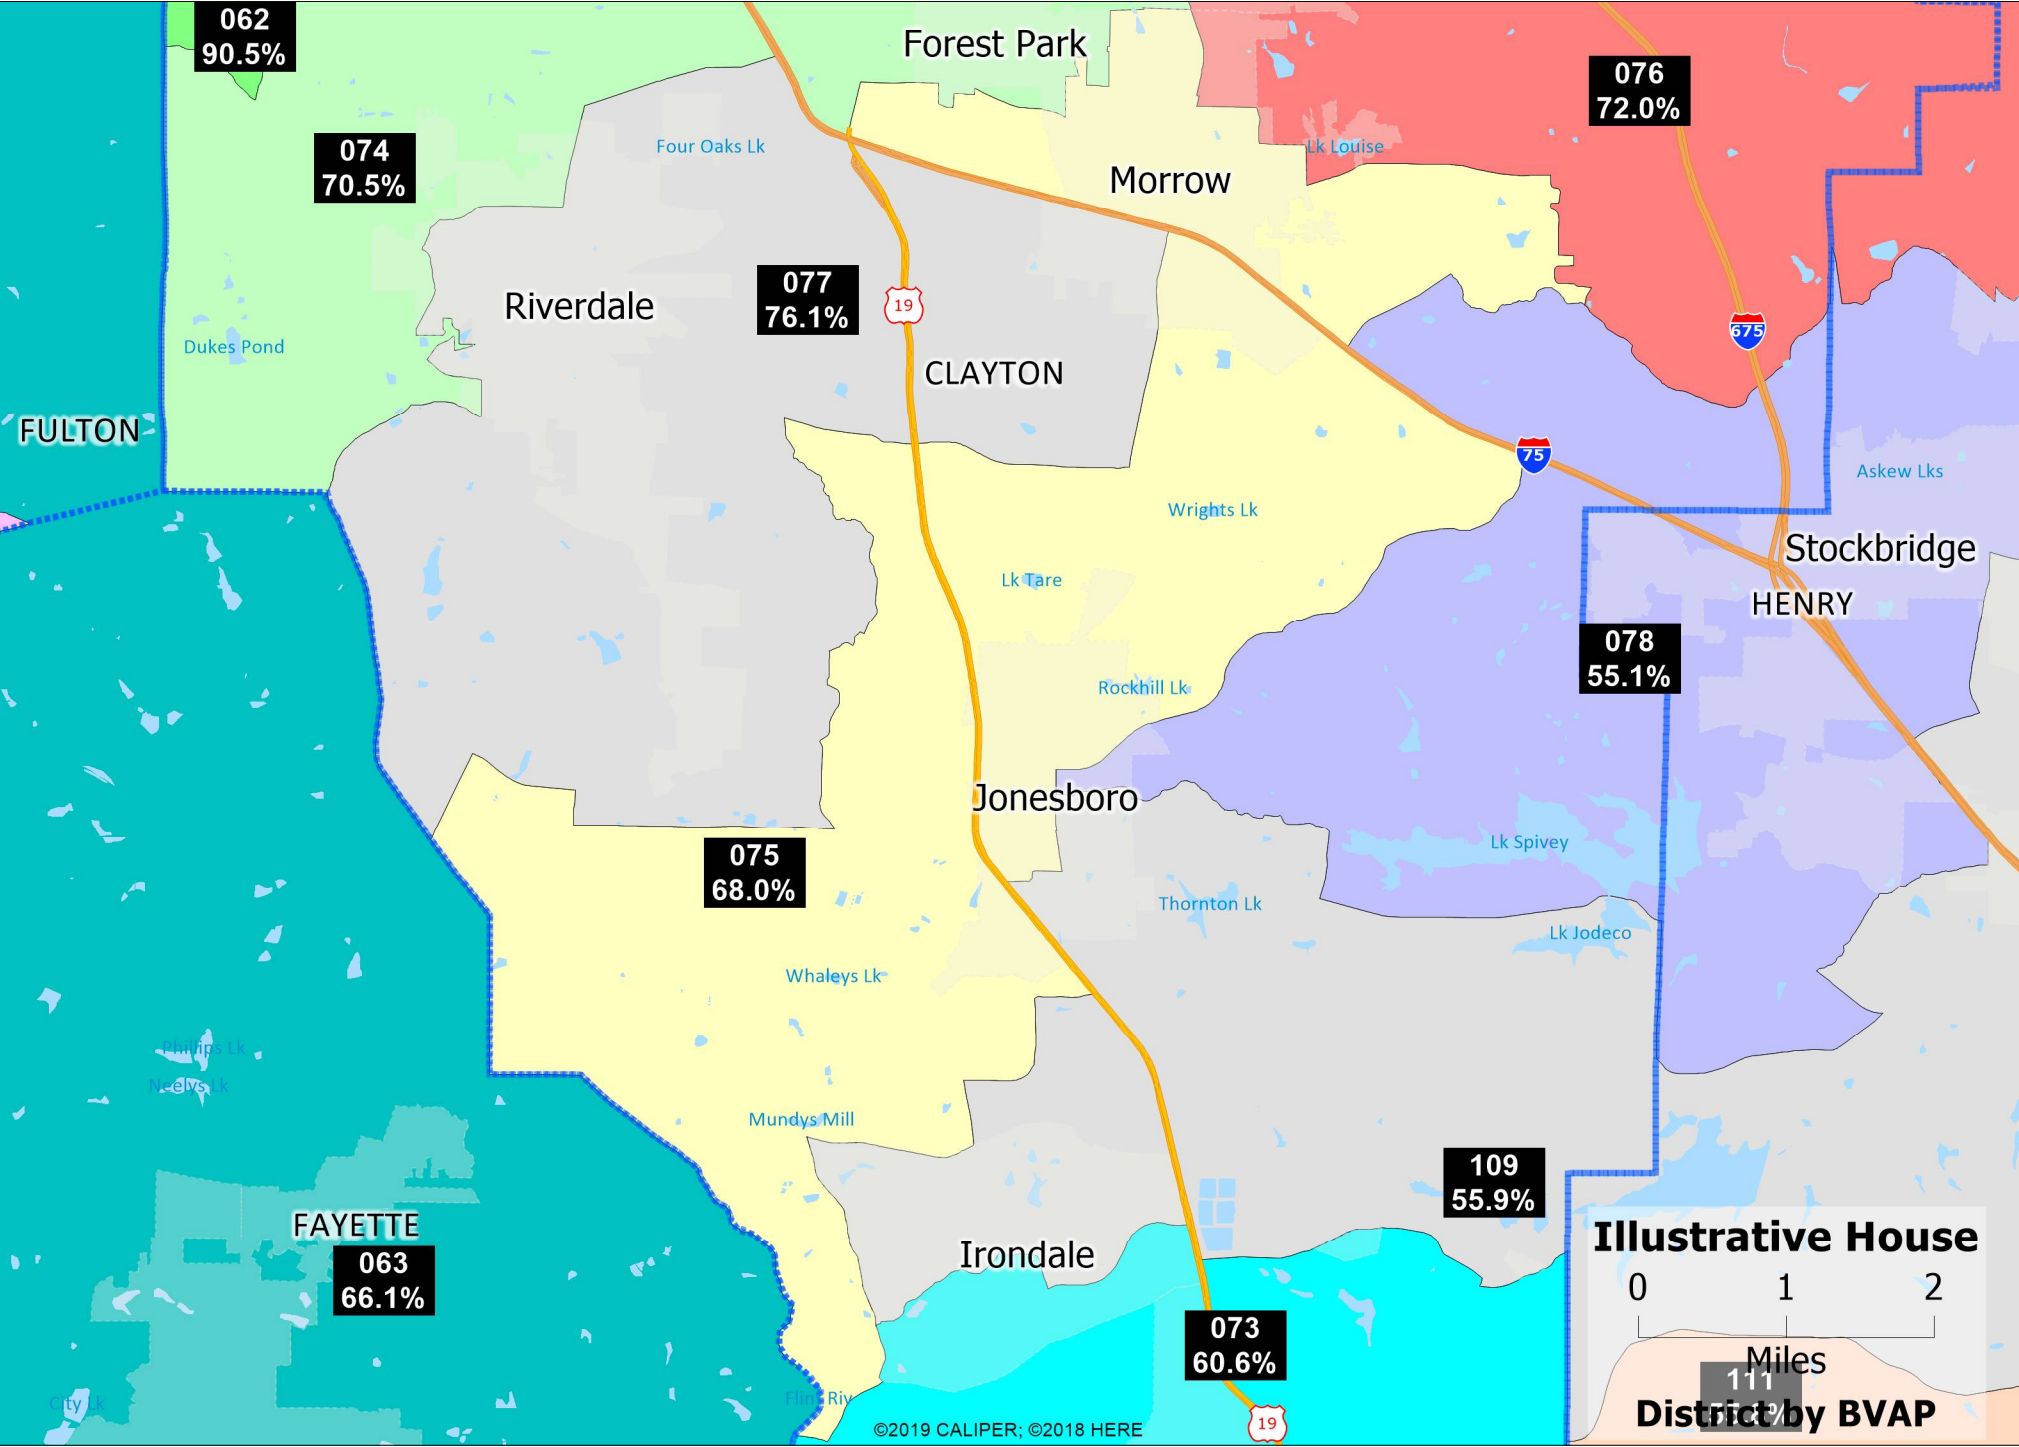 062
90.5%
Forest Park
076
72.0%
074
70.5%
Four Oaks Lk
Lk Louise
Morrow
077
76.1%
Riverdale
19
675
Dukes Pond
CLAYTON
FULTON
75
Askew Lks
Wrights Lk
Stockbridge
Lk Tare
HENRY
078
55.1%
Rockhill Lk
Jonesboro
Lk Spivey
075
68.0%
Thornton Lk
Lk Jodeco
Whaleys Lk
Phillips Lk
Neelys Lk
Mundys Mill
109
55.9%
FAYETTE
063
66.1%
Irondale
Illustrative House
0 1 2
Miles
073
60.6%
111
District by BVAP
City Lk
Flint Riv
19
©2019 CALIPER; ©2018 HERE